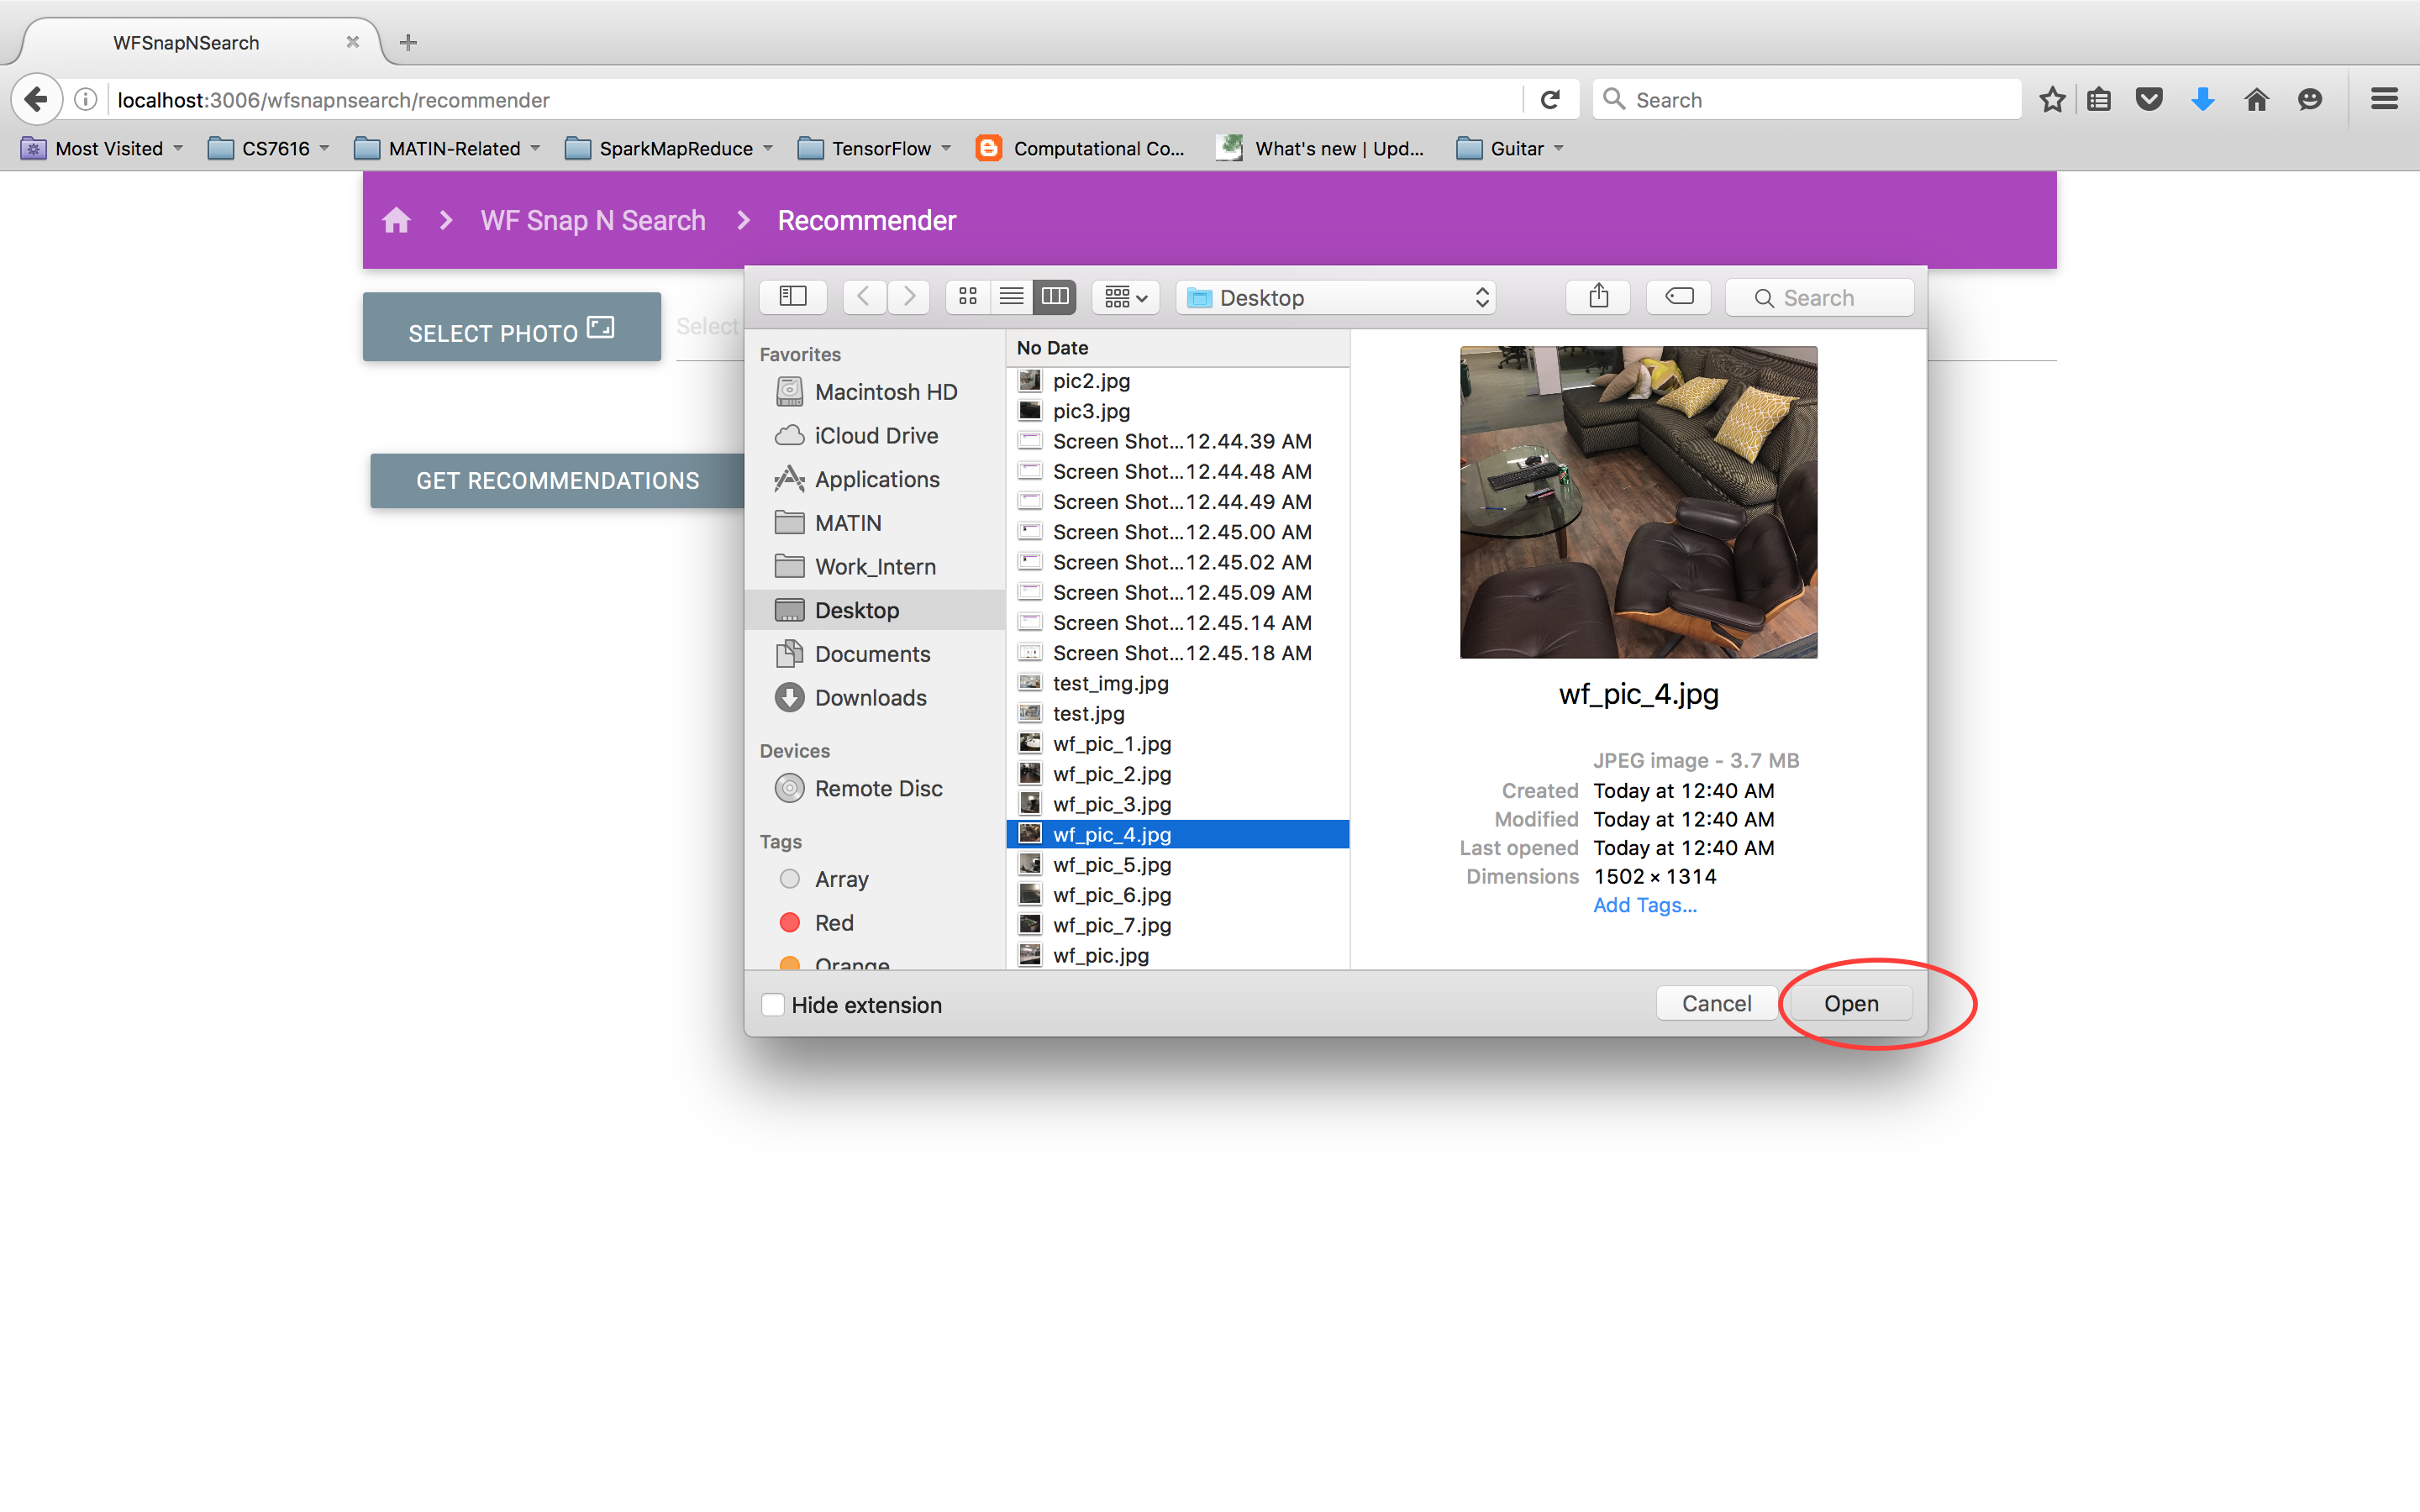 WFSnapNSearch
localhost:3006/wfsnapnsearch/recommender
Search
Most Visited
CS7616
MATIN-Related
SparkMapReduce
TensorFlow
Computational Co...
What's new | Upd...
Guitar
WF Snap N Search
Recommender
SELECT PHOTO
Select
GET RECOMMENDATIONS
Desktop
Search
Favorites
Macintosh HD
iCloud Drive
Applications
MATIN
Work_Intern
Desktop
Documents
Downloads
Devices
Remote Disc
Tags
Array
Red
Orange
No Date
pic2.jpg
pic3.jpg
Screen Shot...12.44.39 AM
Screen Shot...12.44.48 AM
Screen Shot...12.44.49 AM
Screen Shot...12.45.00 AM
Screen Shot...12.45.02 AM
Screen Shot...12.45.09 AM
Screen Shot...12.45.14 AM
Screen Shot...12.45.18 AM
test_img.jpg
test.jpg
wf_pic_1.jpg
wf_pic_2.jpg
wf_pic_3.jpg
wf_pic_4.jpg
wf_pic_5.jpg
wf_pic_6.jpg
wf_pic_7.jpg
wf_pic.jpg
wf_pic_4.jpg
JPEG image - 3.7 MB
Created Today at 12:40 AM
Modified Today at 12:40 AM
Last opened Today at 12:40 AM
Dimensions 1502 × 1314
Add Tags...
Hide extension
Cancel
Open